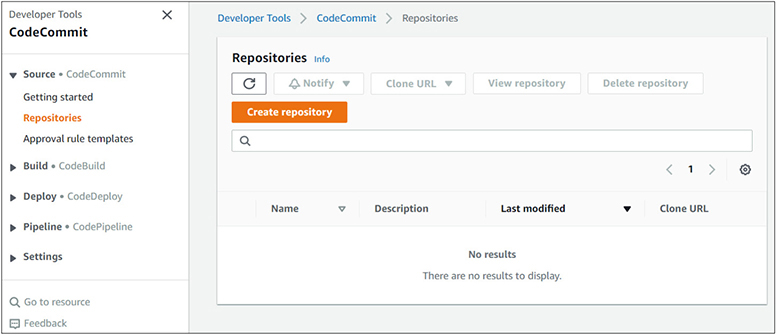 Developer Tools
CodeCommit
Source • CodeCommit
Getting started
Repositories
Approval rule templates
Build • CodeBuild
Deploy • CodeDeploy
Pipeline • CodePipeline
Settings
Go to resource
Feedback
Developer Tools > CodeCommit > Repositories
Repositories Info
Notify Clone URL View repository Delete repository
Create repository
1
Name Description Last modified Clone URL
No results
There are no results to display.